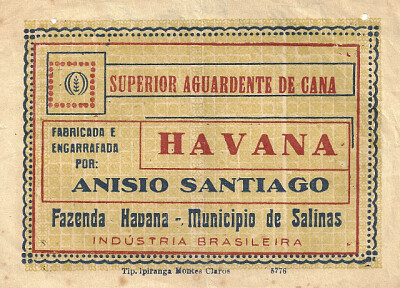 SUPERIOR AGUARDENTE DE CANA
FABRICADA E
ENGARRAFADA
POR:
HAVANA
ANISIO SANTIAGO
Fazenda Havana -. Municipio de Salinas
INDÚSTRIA BRASILEIRA
Tip. Ipiranga Montes Claros 8776